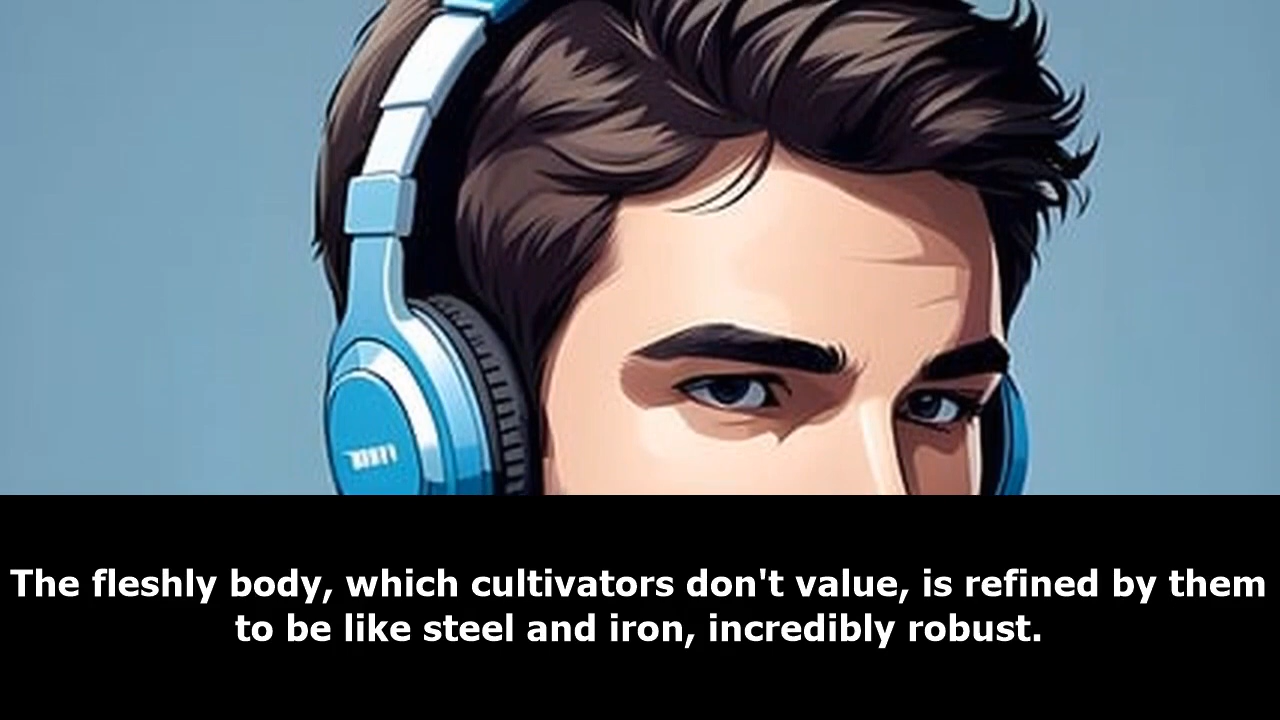 The fleshly body, which cultivators don't value, is refined by them
to be like steel and iron, incredibly robust.